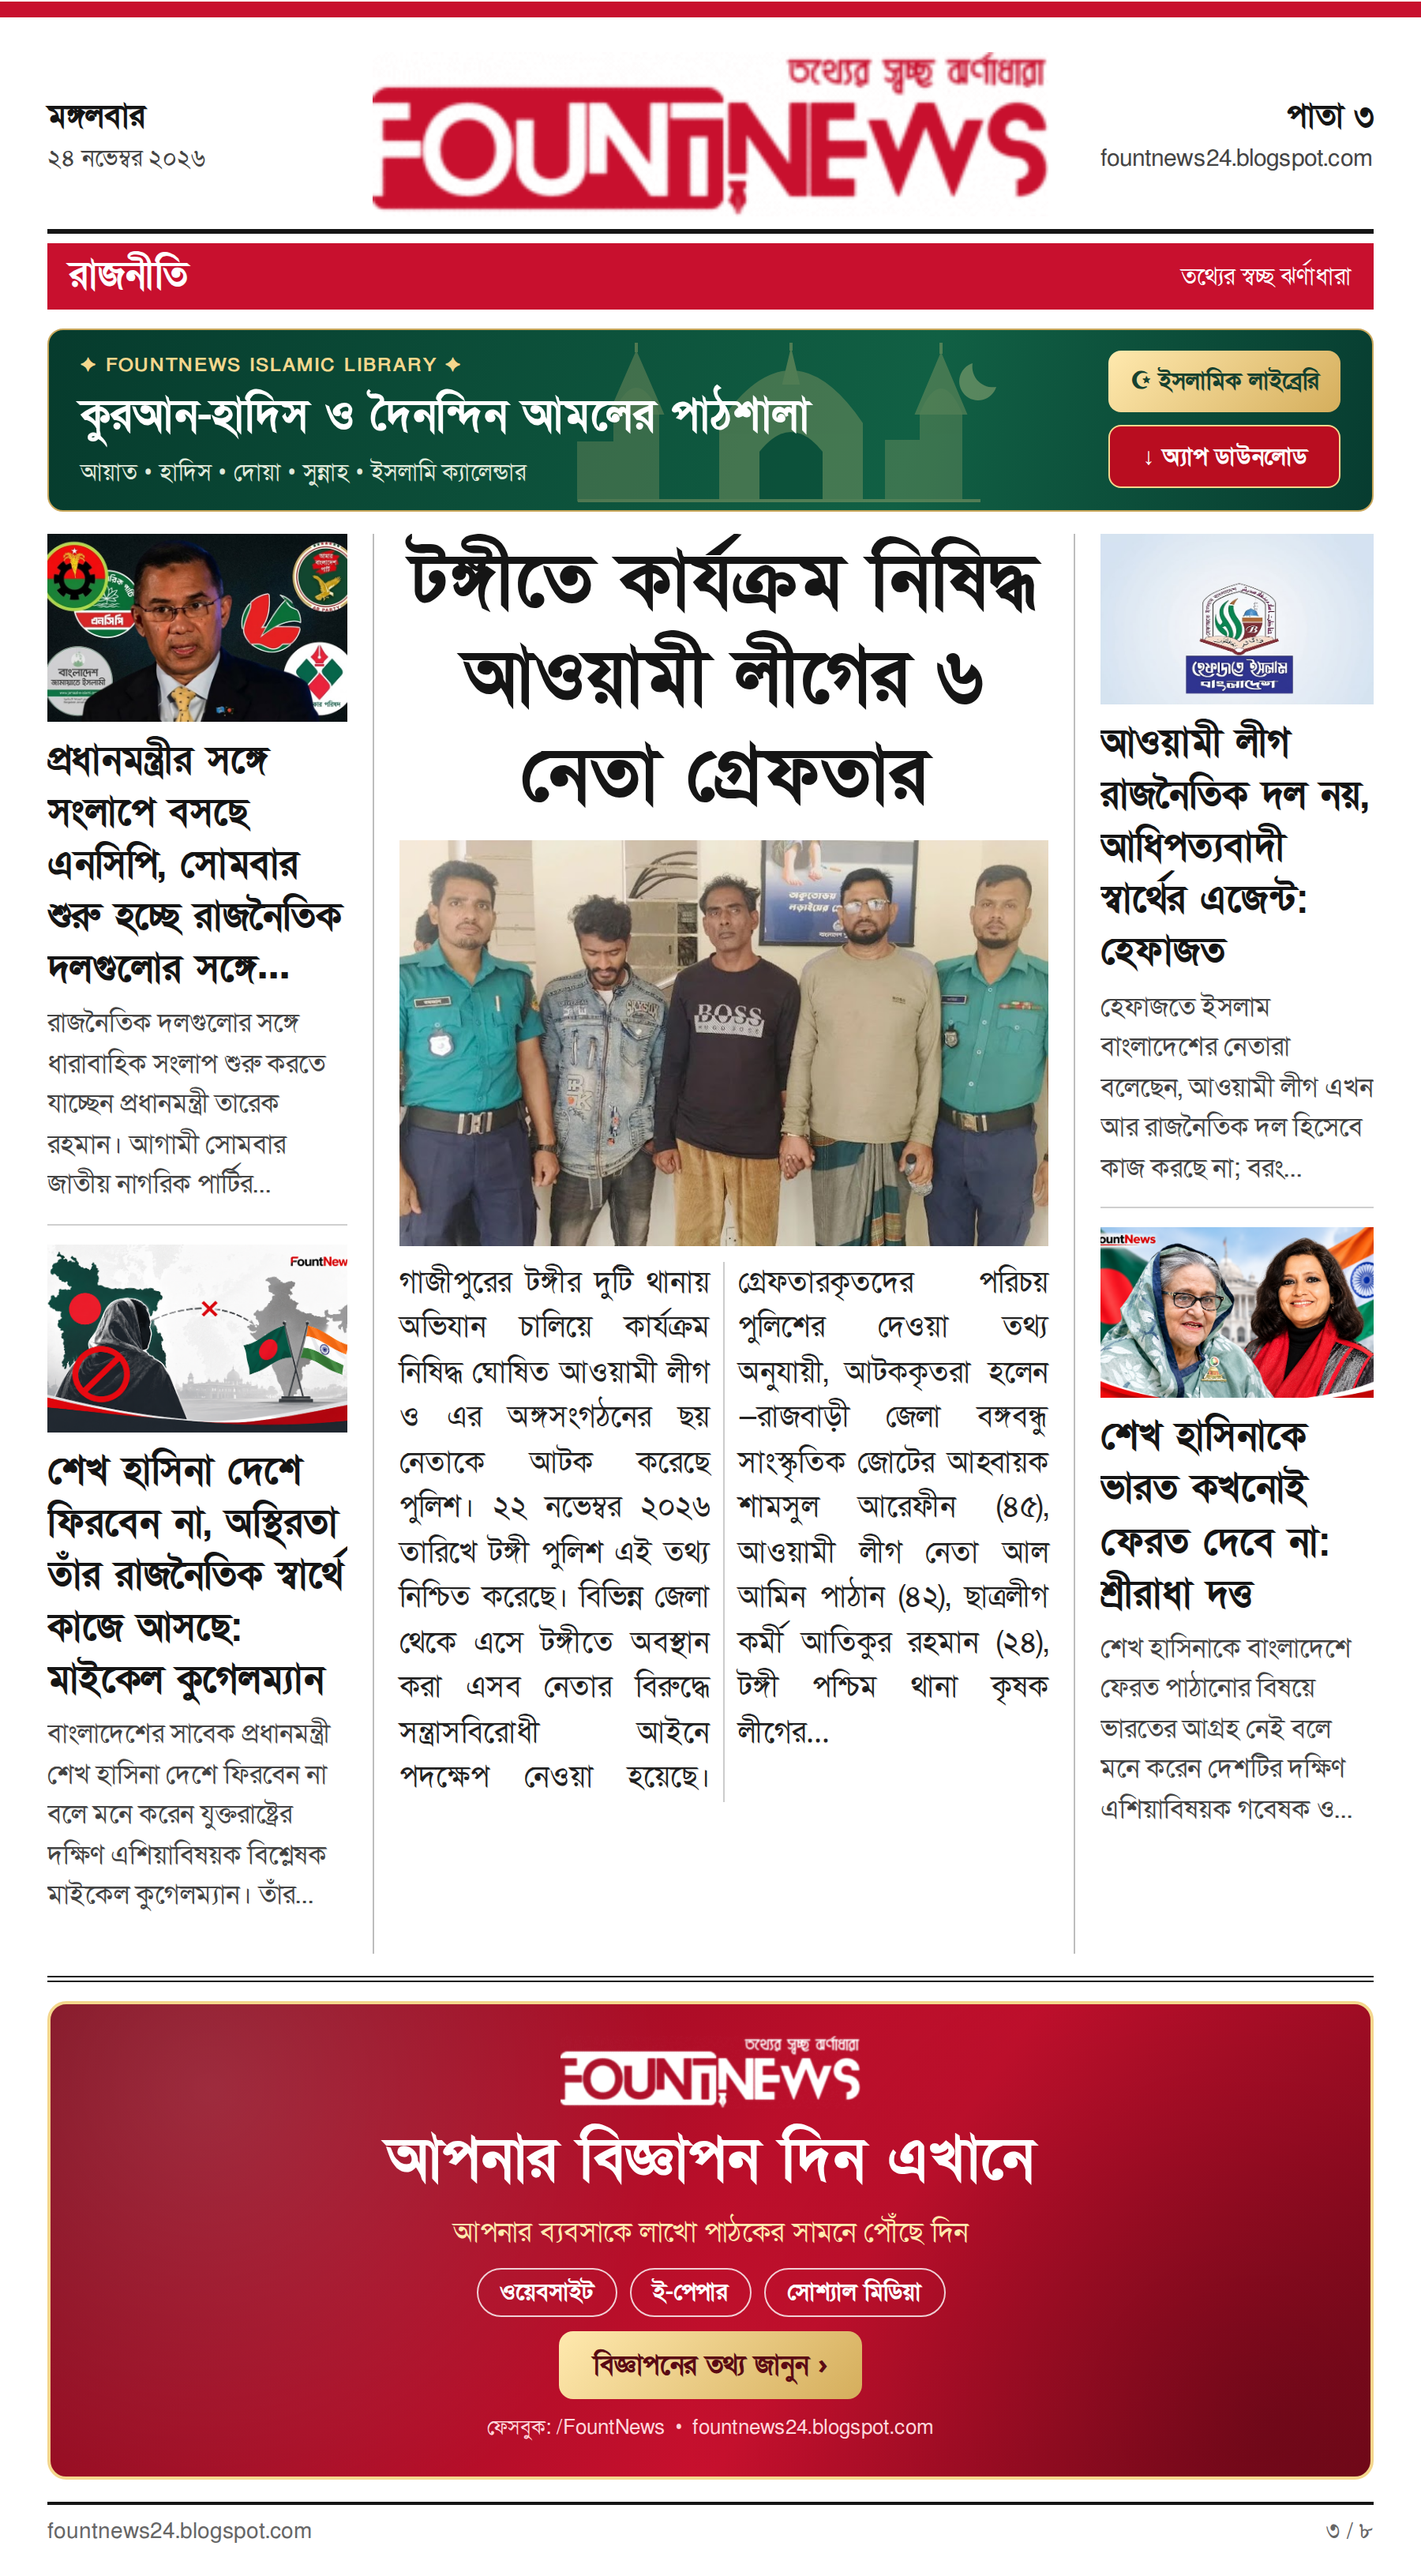 মঙ্গলবার
২৪ নভেম্বর ২০২৬
তথ্যের স্বচ্ছ ঝর্ণাধারা
FOUNTNEWS
পাতা ৩
fountnews24.blogspot.com
রাজনীতি
তথ্যের স্বচ্ছ ঝর্ণাধারা
✦ FOUNTNEWS ISLAMIC LIBRARY ✦
কুরআন-হাদিস ও দৈনন্দিন আমলের পাঠশালা
আয়াত • হাদিস • দোয়া • সুন্নাহ • ইসলামি ক্যালেন্ডার
☪ ইসলামিক লাইব্রেরি
↓ অ্যাপ ডাউনলোড
এনসিপি
বাংলাদেশ
জামায়াতে ইসলামী
প্রধানমন্ত্রীর সঙ্গে
সংলাপে বসছে
এনসিপি, সোমবার
শুরু হচ্ছে রাজনৈতিক
দলগুলোর সঙ্গে...
রাজনৈতিক দলগুলোর সঙ্গে
ধারাবাহিক সংলাপ শুরু করতে
যাচ্ছেন প্রধানমন্ত্রী তারেক
রহমান। আগামী সোমবার
জাতীয় নাগরিক পার্টির...
FountNew
শেখ হাসিনা দেশে
ফিরবেন না, অস্থিরতা
তাঁর রাজনৈতিক স্বার্থে
কাজে আসছে:
মাইকেল কুগেলম্যান
বাংলাদেশের সাবেক প্রধানমন্ত্রী
শেখ হাসিনা দেশে ফিরবেন না
বলে মনে করেন যুক্তরাষ্ট্রের
দক্ষিণ এশিয়াবিষয়ক বিশ্লেষক
মাইকেল কুগেলম্যান। তাঁর...
টঙ্গীতে কার্যক্রম নিষিদ্ধ
আওয়ামী লীগের ৬
নেতা গ্রেফতার
BOSS
HUGO BOSS
গাজীপুরের টঙ্গীর দুটি থানায়
অভিযান চালিয়ে কার্যক্রম
নিষিদ্ধ ঘোষিত আওয়ামী লীগ
ও এর অঙ্গসংগঠনের ছয়
নেতাকে আটক করেছে
পুলিশ। ২২ নভেম্বর ২০২৬
তারিখে টঙ্গী পুলিশ এই তথ্য
নিশ্চিত করেছে। বিভিন্ন জেলা
থেকে এসে টঙ্গীতে অবস্থান
করা এসব নেতার বিরুদ্ধে
সন্ত্রাসবিরোধী আইনে
পদক্ষেপ নেওয়া হয়েছে।
গ্রেফতারকৃতদের পরিচয়
পুলিশের দেওয়া তথ্য
অনুযায়ী, আটককৃতরা হলেন
–রাজবাড়ী জেলা বঙ্গবন্ধু
সাংস্কৃতিক জোটের আহবায়ক
শামসুল আরেফীন (৪৫),
আওয়ামী লীগ নেতা আল
আমিন পাঠান (৪২), ছাত্রলীগ
কর্মী আতিকুর রহমান (২৪),
টঙ্গী পশ্চিম থানা কৃষক
লীগের...
হেফাজতে ইসলাম
বাংলাদেশ
আওয়ামী লীগ
রাজনৈতিক দল নয়,
আধিপত্যবাদী
স্বার্থের এজেন্ট:
হেফাজত
হেফাজতে ইসলাম
বাংলাদেশের নেতারা
বলেছেন, আওয়ামী লীগ এখন
আর রাজনৈতিক দল হিসেবে
কাজ করছে না; বরং...
ountNews
শেখ হাসিনাকে
ভারত কখনোই
ফেরত দেবে না:
শ্রীরাধা দত্ত
শেখ হাসিনাকে বাংলাদেশে
ফেরত পাঠানোর বিষয়ে
ভারতের আগ্রহ নেই বলে
মনে করেন দেশটির দক্ষিণ
এশিয়াবিষয়ক গবেষক ও...
তথ্যের স্বচ্ছ ঝর্ণাধারা
FOUNTNEWS
আপনার বিজ্ঞাপন দিন এখানে
আপনার ব্যবসাকে লাখো পাঠকের সামনে পৌঁছে দিন
ওয়েবসাইট ই-পেপার সোশ্যাল মিডিয়া
বিজ্ঞাপনের তথ্য জানুন ›
ফেসবুক: /FountNews • fountnews24.blogspot.com
fountnews24.blogspot.com
৩ / ৮